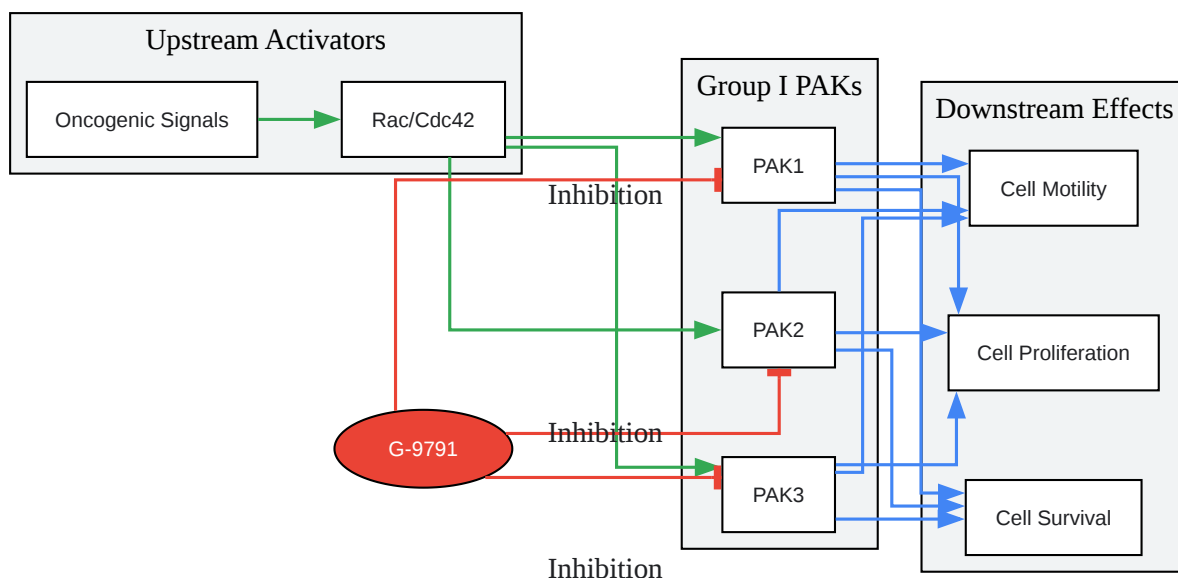 Upstream Activators
Oncogenic Signals
Rac/Cdc42
Group I PAKs
PAK1
PAK2
PAK3
Downstream Effects
Cell Motility
Cell Proliferation
Cell Survival
Inhibition
Inhibition
G-9791
Inhibition